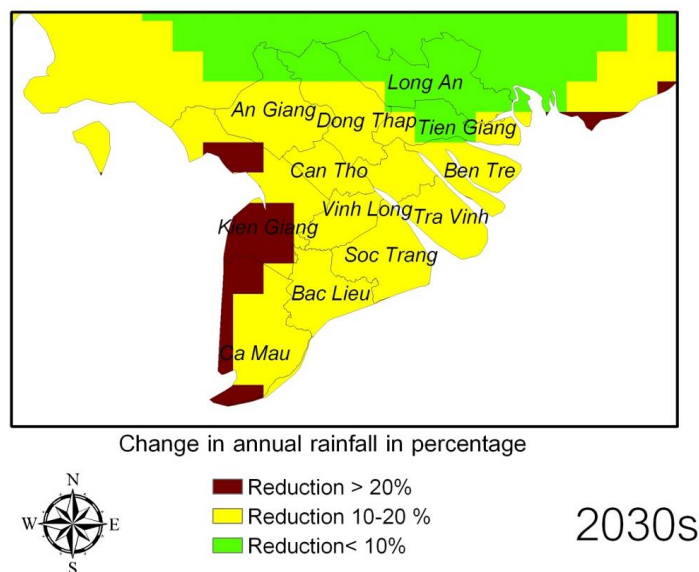 Long An
An Giang
Dong Thap
Tien Giang
Can Tho
Ben Tre
Vinh Long
Tra Vinh
Kien Giang
Soc Trang
Bac Lieu
Ca Mau
Change in annual rainfall in percentage
N
W
E
S
Reduction > 20%
Reduction 10-20 %
Reduction< 10%
2030s